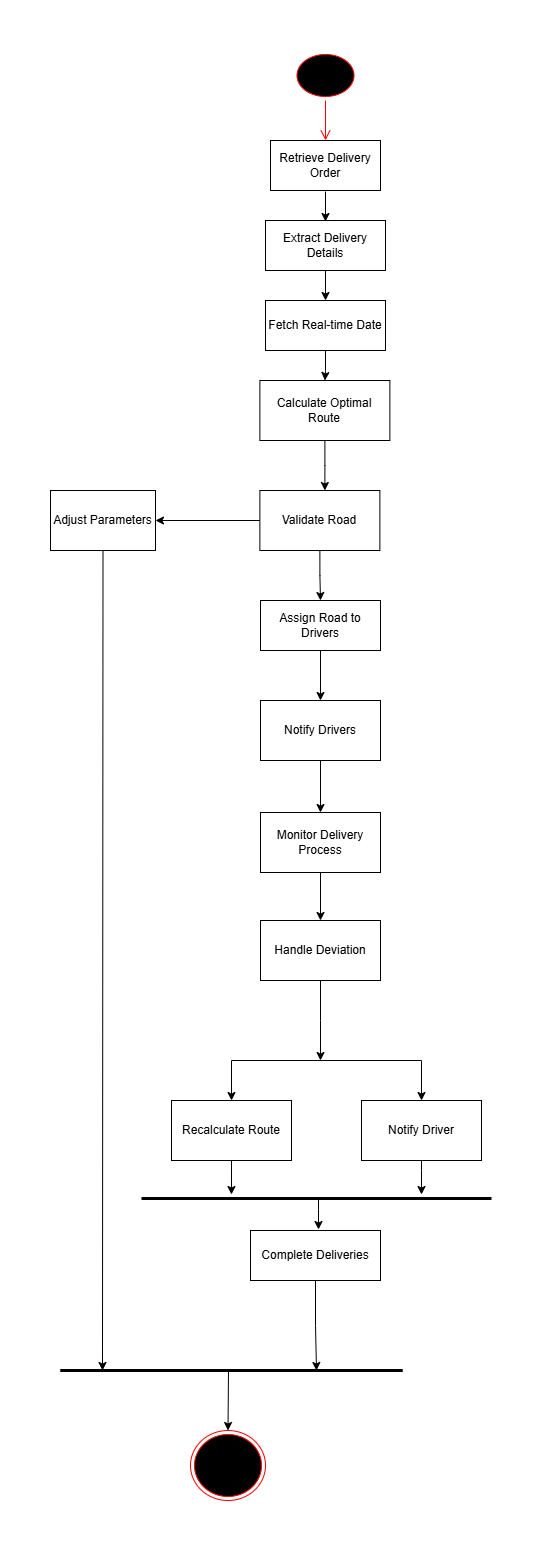 Retrieve Delivery
Order
Extract Delivery
Details
Fetch Real-time Date
Calculate Optimal
Route
Adjust Parameters
Validate Road
Assign Road to
Drivers
Notify Drivers
Monitor Delivery
Process
Handle Deviation
Recalculate Route
Notify Driver
Complete Deliveries